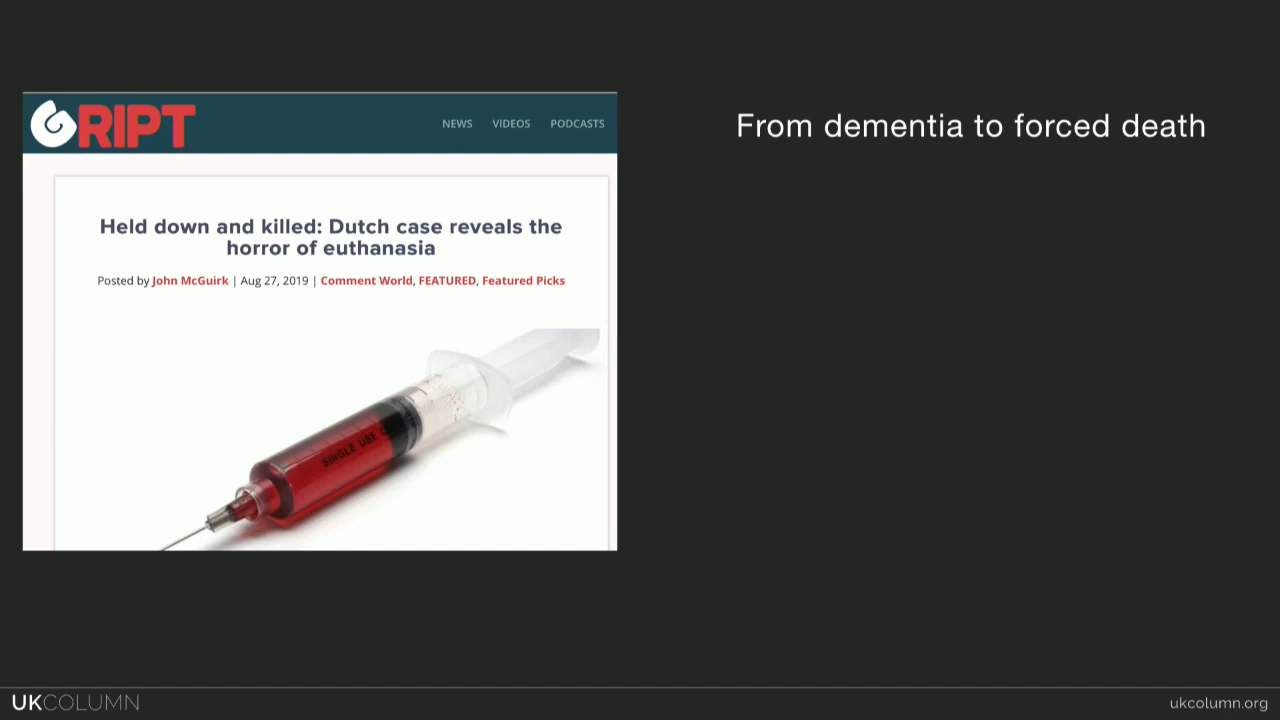 GRIPT
NEWS VIDEOS PODCASTS
From dementia to forced death
Held down and killed: Dutch case reveals the
horror of euthanasia
Posted by John McGuirk | Aug 27, 2019 | Comment World, FEATURED, Featured Picks
SINGLE USE
UKCOLUMN
ukcolumn.org